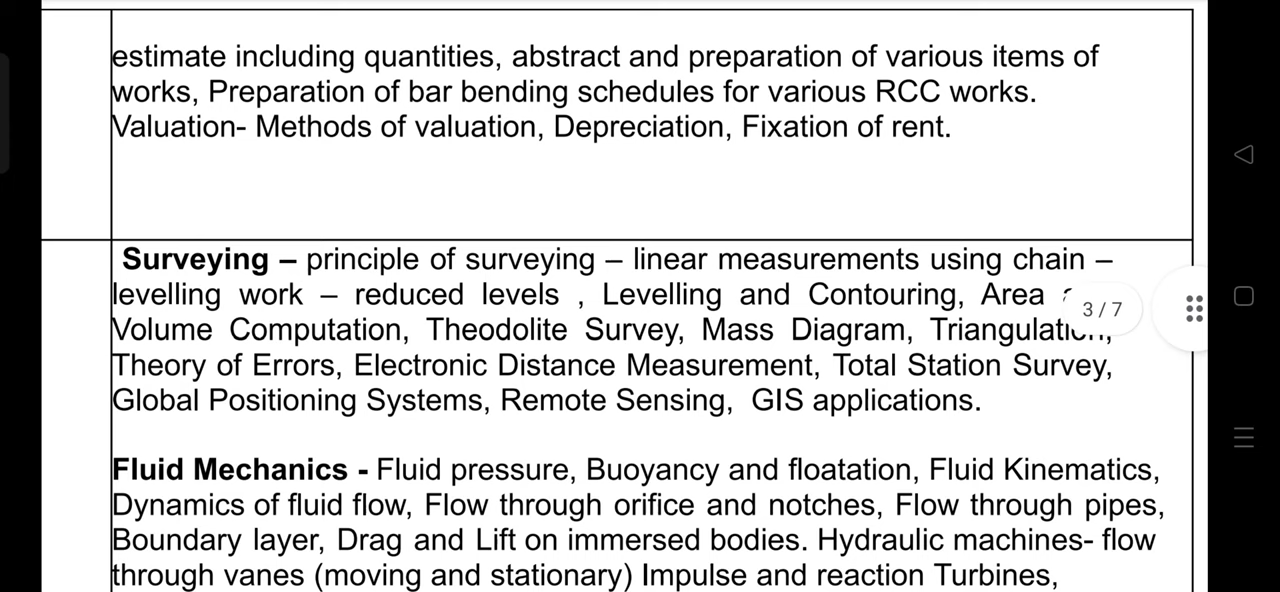 estimate including quantities, abstract and preparation of various items of
works, Preparation of bar bending schedules for various RCC works.
Valuation- Methods of valuation, Depreciation, Fixation of rent.
Surveying – principle of surveying – linear measurements using chain –
levelling work – reduced levels , Levelling and Contouring, Area
3 / 7
Volume Computation, Theodolite Survey, Mass Diagram, Triangulation,
Theory of Errors, Electronic Distance Measurement, Total Station Survey,
Global Positioning Systems, Remote Sensing, GIS applications.
Fluid Mechanics - Fluid pressure, Buoyancy and floatation, Fluid Kinematics,
Dynamics of fluid flow, Flow through orifice and notches, Flow through pipes,
Boundary layer, Drag and Lift on immersed bodies. Hydraulic machines- flow
through vanes (moving and stationary) Impulse and reaction Turbines,